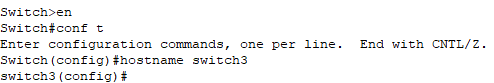 Switch>en
Switch#conf t
Enter configuration commands, one per line.  End with CNTL/Z.
Switch(config)#hostname switch3
switch3(config)#